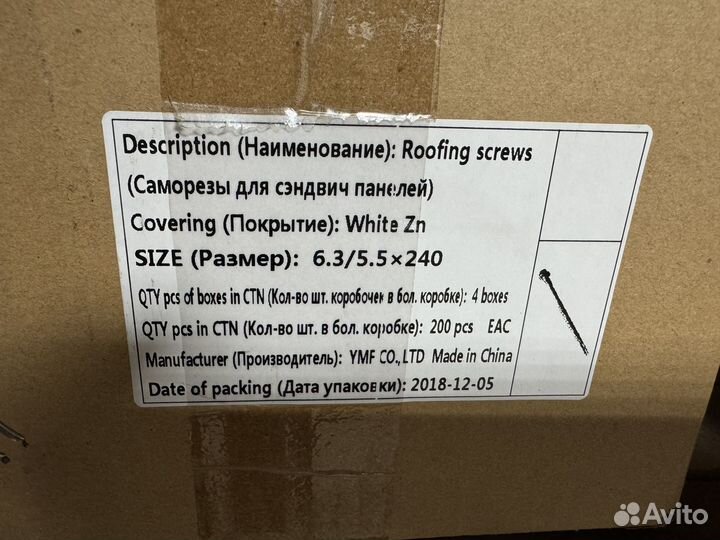 Description (Наименование): Roofing screws
(Саморезы для сэндвич панелей)
Covering (Покрытие): White Zn
SIZE (Размер): 6.3/5.5×240
QTY pcs of boxes in CTN (Кол-во шт. коробочек в бол. коробке): 4 boxes
QTY pcs in CTN (Кол-во шт. в бол. коробке): 200 pcs EAC
Manufacturer (Производитель): YMF CO.,LTD Made in China
Date of packing (Дата упаковки): 2018-12-05
Avito